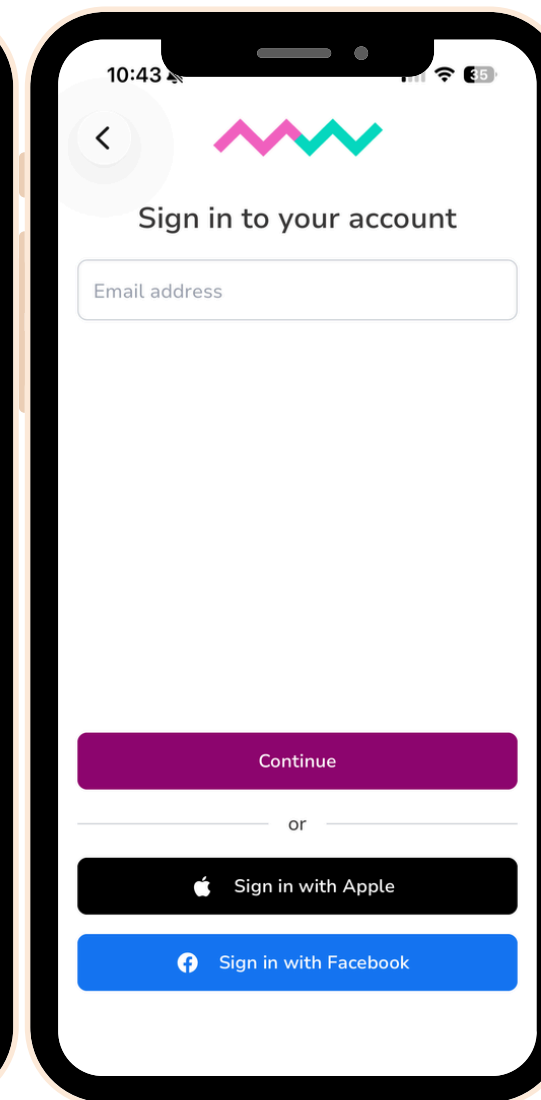 10:43
35
Sign in to your account
Email address
Continue
or
Sign in with Apple
Sign in with Facebook